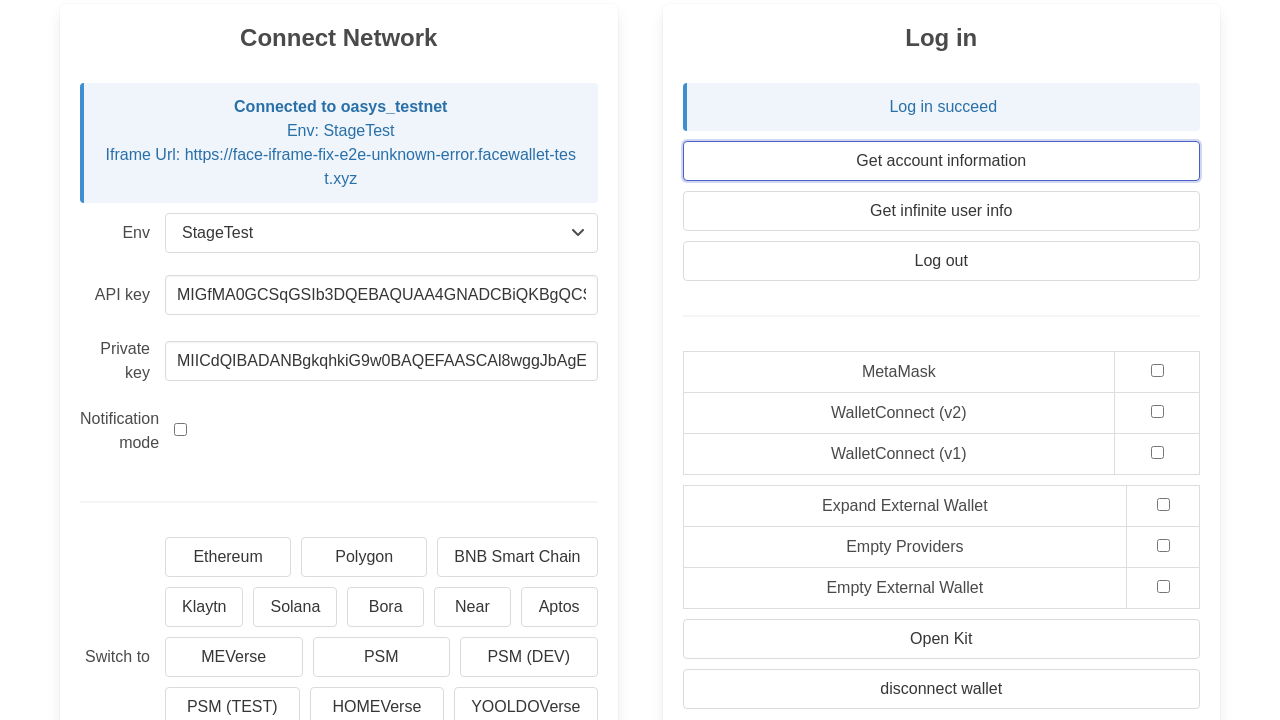 Connect Network
Connected to oasys_testnet
Env: StageTest
Iframe Url: https://face-iframe-fix-e2e-unknown-error.facewallet-tes
t.xyz
Env
StageTest
API key
MIGfMA0GCSqGSIb3DQEBAQUAA4GNADCBiQKBgQCS
Private
key
MIICdQIBADANBgkqhkiG9w0BAQEFAASCAl8wggJbAgE
Notification
mode
Ethereum
Polygon
BNB Smart Chain
Klaytn
Solana
Bora
Near
Aptos
Switch to
MEVerse
PSM
PSM (DEV)
PSM (TEST)
HOMEVerse
YOOLDOVerse
Log in
Log in succeed
Get account information
Get infinite user info
Log out
MetaMask
WalletConnect (v2)
WalletConnect (v1)
Expand External Wallet
Empty Providers
Empty External Wallet
Open Kit
disconnect wallet